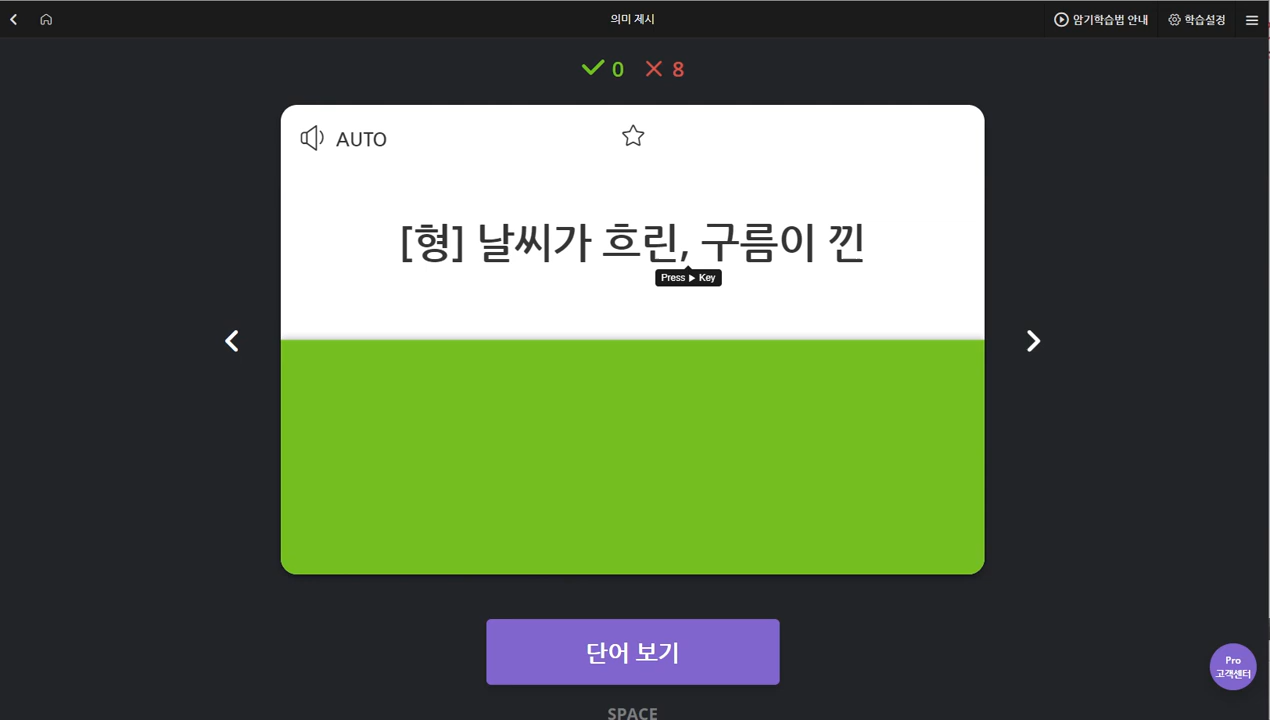 의미 제시
암기학습법 안내
학습설정
0
8
AUTO
[형] 날씨가 흐린, 구름이 낀
Press ▶ Key
단어 보기
SPACE
Pro
고객센터